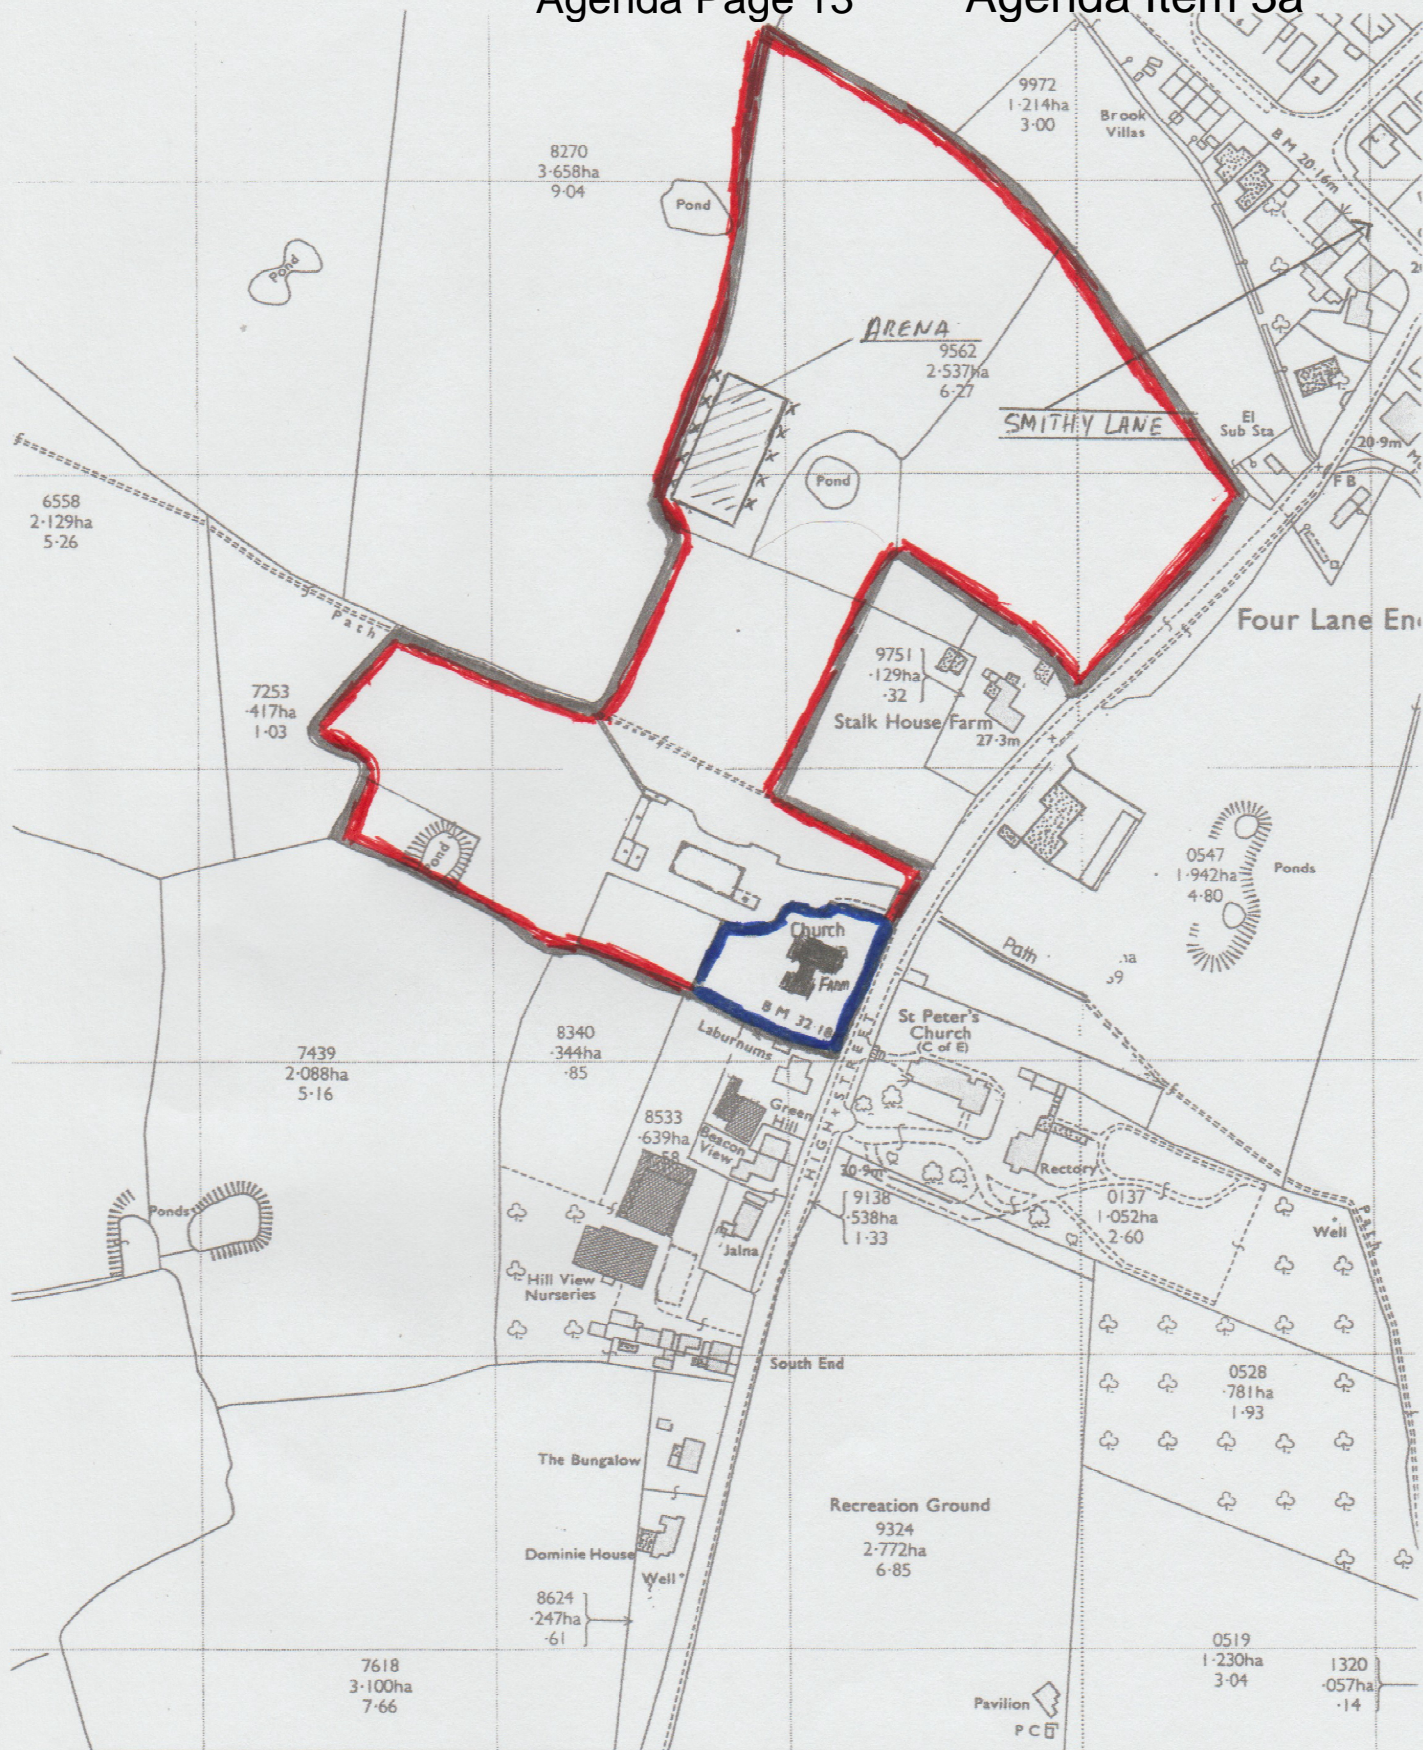 Agenda Page 13
Agenda Item 5a
9972
1·214ha
3·00
Brook
Villas
B M 20·16m
8270
3·658ha
9·04
Pond
Pond
ARENA
9562
2·537ha
6·27
SMITHY LANE
El
Sub Sta
20·9m
F B
Pond
6558
2·129ha
5·26
Path
Four Lane En
9751
·129ha
·32
7253
·417ha
1·03
Stalk House Farm
27·3m
Pond
0547
1·942ha
4·80
Ponds
Church
Farm
Path
B M 32·18
Laburnums
St Peter's
Church
(C of E)
HIGH STREET
8340
·344ha
·85
7439
2·088ha
5·16
8533
·639ha
Green
Hill
Beacon
View
30·9m
Rectory
9138
·538ha
1·33
0137
1·052ha
2·60
Ponds
Well
Path
Jalna
Hill View
Nurseries
South End
0528
·781ha
1·93
The Bungalow
Recreation Ground
9324
2·772ha
6·85
Dominie House
Well
8624
·247ha
·61
0519
1·230ha
3·04
1320
·057ha
·14
7618
3·100ha
7·66
Pavilion
P C